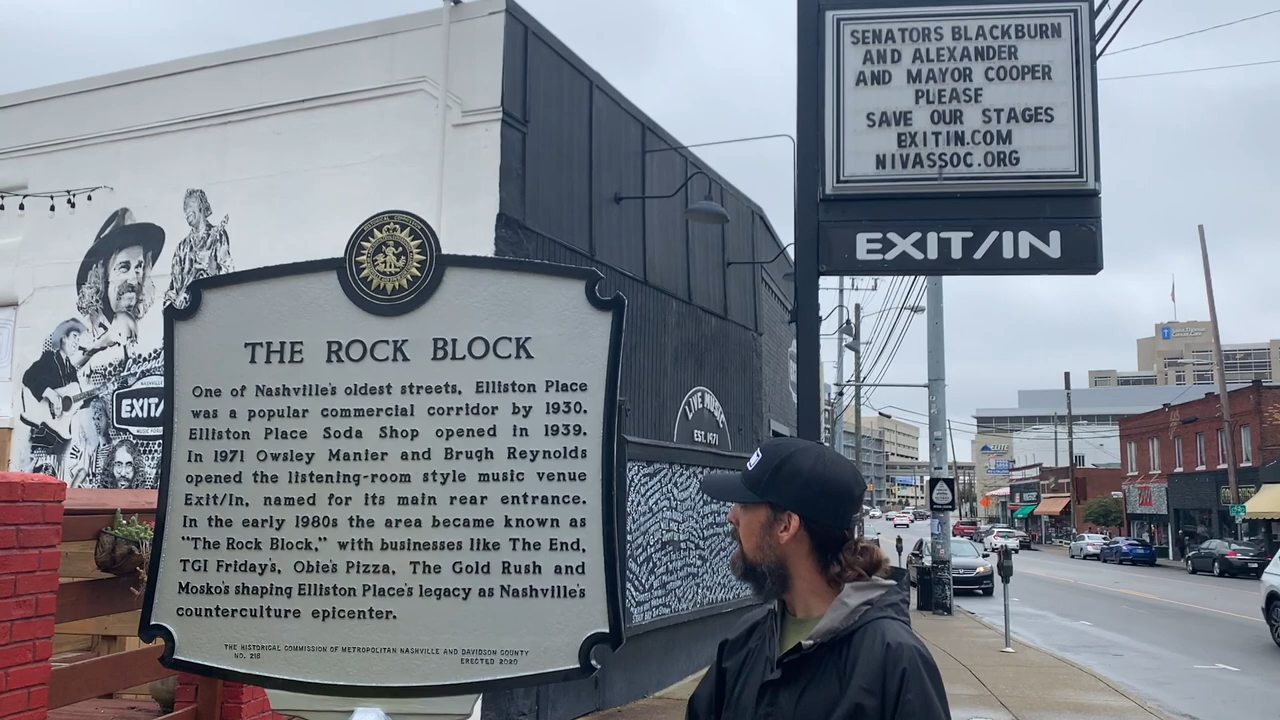 SENATORS BLACKBURN
AND ALEXANDER
AND MAYOR COOPER
PLEASE
SAVE OUR STAGES
EXITIN.COM
NIVASSOC.ORG
EXIT/IN
THE ROCK BLOCK
One of Nashville's oldest streets, Elliston Place
was a popular commercial corridor by 1930.
Elliston Place Soda Shop opened in 1939.
In 1971 Owsley Manier and Brugh Reynolds
opened the listening-room style music venue
Exit/In, named for its main rear entrance.
In the early 1980s the area became known as
"The Rock Block," with businesses like The End,
TGI Friday's, Obie's Pizza, The Gold Rush and
Mosko's shaping Elliston Place's legacy as Nashville's
counterculture epicenter.
THE HISTORICAL COMMISSION OF METROPOLITAN NASHVILLE AND DAVIDSON COUNTY
NO. 218 ERECTED 2020
Legends
EXIT/
LIVE MUSIC
EST. 1971